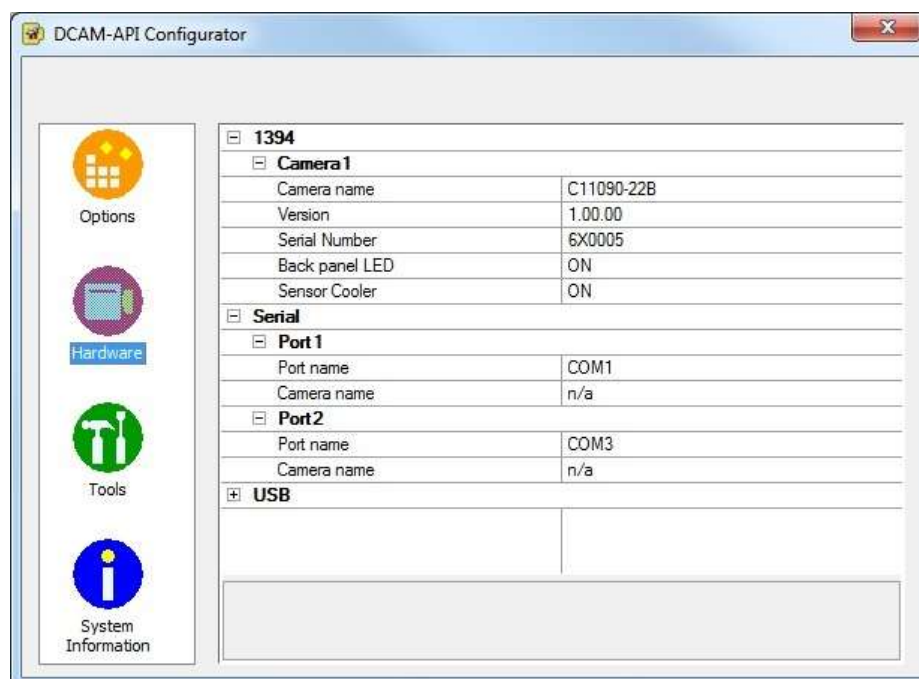 DCAM-API Configurator
Options
Hardware
Tools
System
Information
1394
Camera1
Camera name C11090-22B
Version 1.00.00
Serial Number 6X0005
Back panel LED ON
Sensor Cooler ON
Serial
Port1
Port name COM1
Camera name n/a
Port2
Port name COM3
Camera name n/a
USB